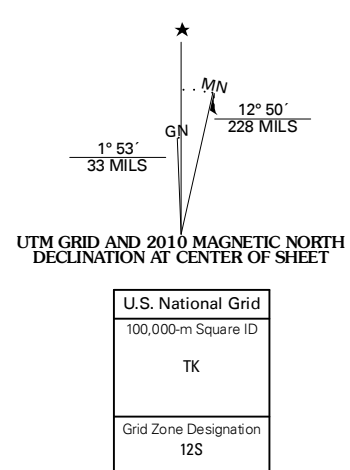 ★
MN
GN
12° 50´
228 MILS
1° 53´
33 MILS
UTM GRID AND 2010 MAGNETIC NORTH
DECLINATION AT CENTER OF SHEET
U.S. National Grid
100,000-m Square ID
TK
Grid Zone Designation
12S